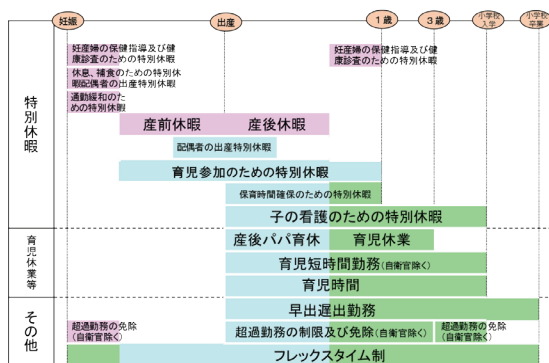 妊娠
出産
1歳
3歳
小学校
入学
小学校
卒業
特別休暇
妊産婦の保健指導及び健
康診査のための特別休暇
妊産婦の保健指導及び健
康診査のための特別休暇
休息、補食のための特別休
暇配偶者の出産特別休暇
通勤緩和のた
めの特別休暇
産前休暇
産後休暇
配偶者の出産特別休暇
育児参加のための特別休暇
保育時間確保のための特別休暇
子の看護のための特別休暇
育児休業等
産後パパ育休
育児休業
育児短時間勤務(自衛官除く)
育児時間
その他
早出遅出勤務
超過勤務の免除
(自衛官除く)
超過勤務の制限及び免除(自衛官除く)
超過勤務の免除
(自衛官除く)
フレックスタイム制